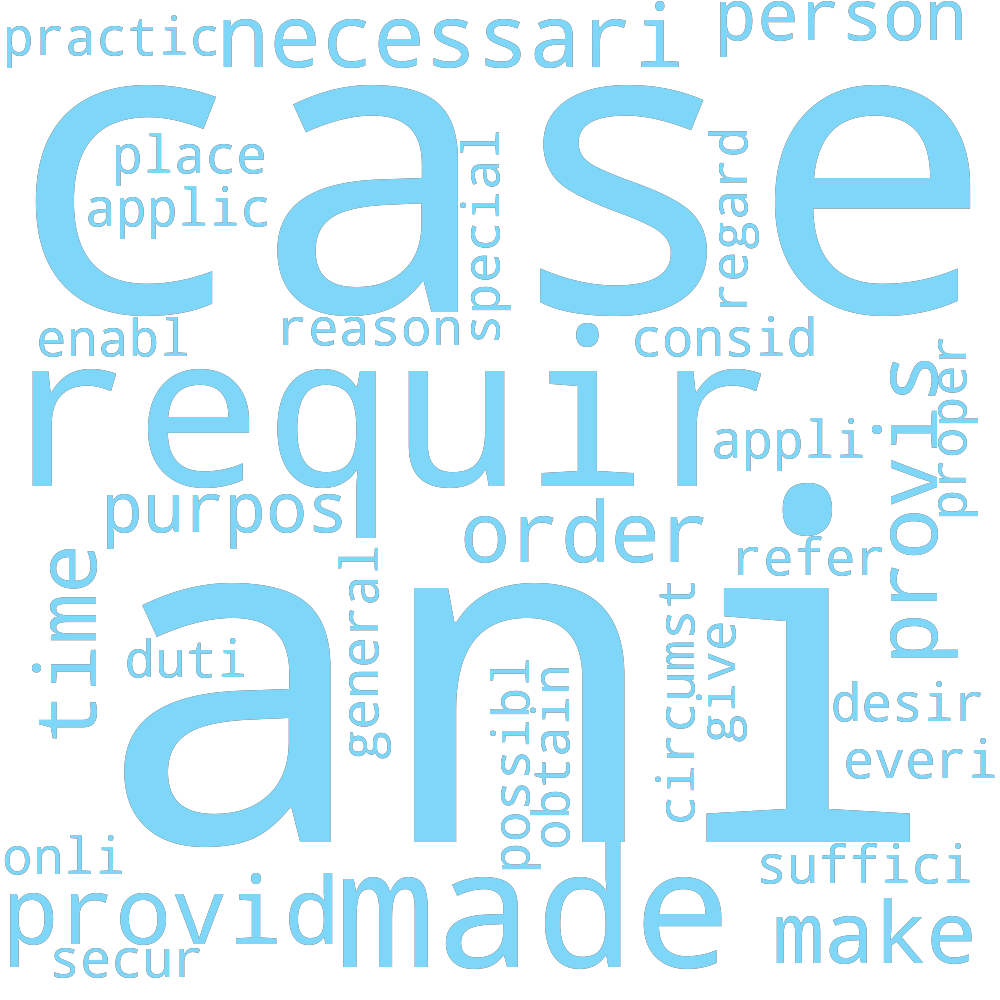 practic
necessari
person
case
place
applic
special
regard
enabl
reason
consid
requir
appli
provis
proper
purpos
order
refer
time
general
circumst
give
duti
ani
possibl
obtain
desir
everi
onli
suffici
provid
made
make
secur